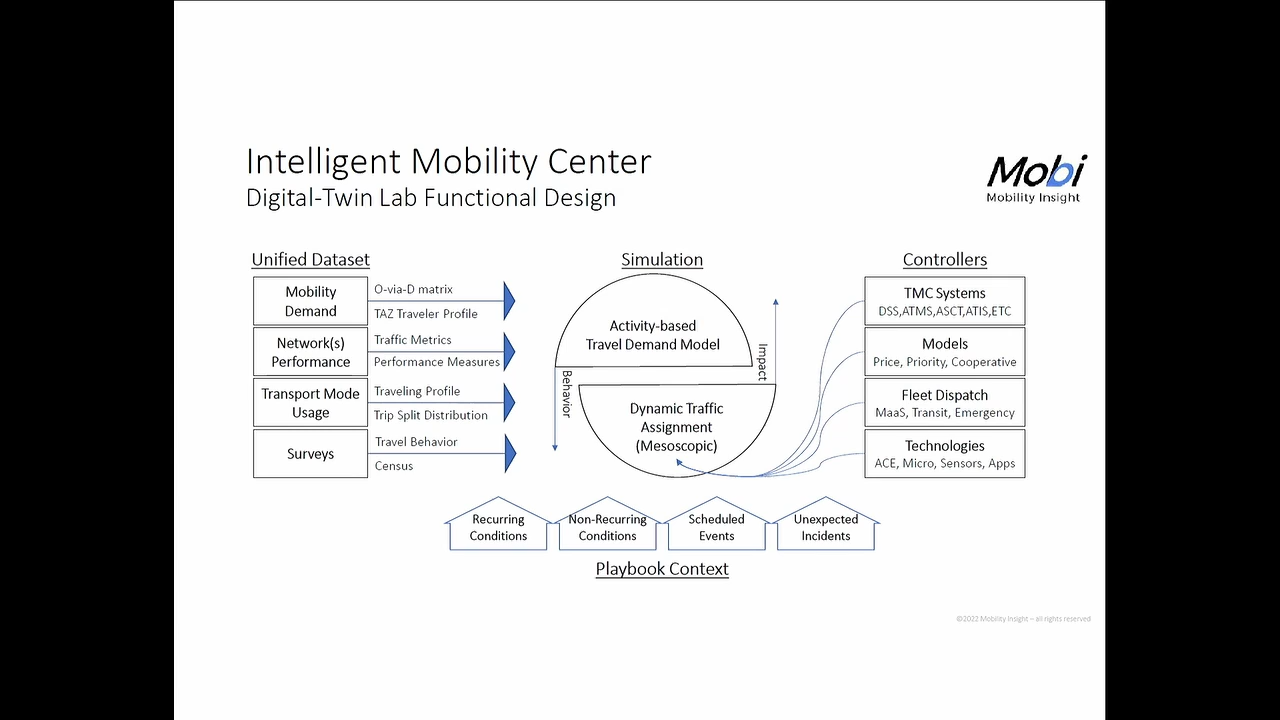 Intelligent Mobility Center
Digital-Twin Lab Functional Design
Mobi
Mobility Insight
Unified Dataset
Mobility
Demand
O-via-D matrix
TAZ Traveler Profile
Network(s)
Performance
Traffic Metrics
Performance Measures
Transport Mode
Usage
Traveling Profile
Trip Split Distribution
Surveys
Travel Behavior
Census
Simulation
Activity-based
Travel Demand Model
Behavior
Impact
Dynamic Traffic
Assignment
(Mesoscopic)
Controllers
TMC Systems
DSS,ATMS,ASCT,ATIS,ETC
Models
Price, Priority, Cooperative
Fleet Dispatch
MaaS, Transit, Emergency
Technologies
ACE, Micro, Sensors, Apps
Recurring
Conditions
Non-Recurring
Conditions
Scheduled
Events
Unexpected
Incidents
Playbook Context
©2022 Mobility Insight – all rights reserved